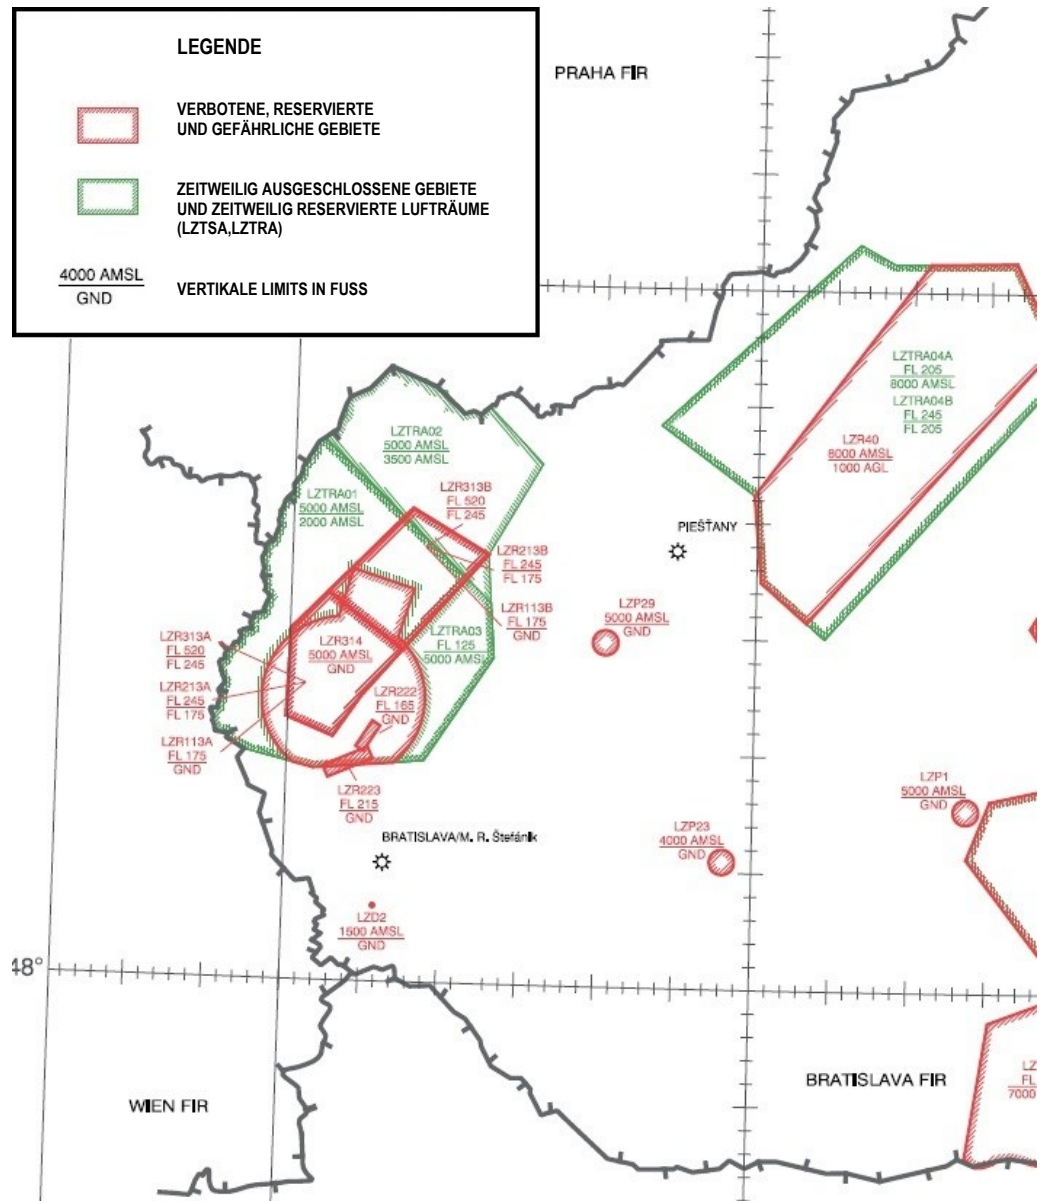 LEGENDE
VERBOTENE, RESERVIERTE
UND GEFÄHRLICHE GEBIETE
ZEITWEILIG AUSGESCHLOSSENE GEBIETE
UND ZEITWEILIG RESERVIERTE LUFTRÄUME
(LZTSA,LZTRA)
4000 AMSL
GND
VERTIKALE LIMITS IN FUSS
PRAHA FIR
LZTRA04A
FL 205
8000 AMSL
LZTRA04B
FL 245
FL 205
LZR40
8000 AMSL
1000 AGL
LZTRA02
5000 AMSL
3500 AMSL
LZTRA01
5000 AMSL
2000 AMSL
LZR313B
FL 520
FL 245
PIEŠŤANY
LZR213B
FL 245
FL 175
LZR113B
FL 175
GND
LZP29
5000 AMSL
GND
LZTRA03
FL 125
5000 AMSL
LZR314
5000 AMSL
GND
LZR313A
FL 520
FL 245
LZR213A
FL 245
FL 175
LZR222
FL 165
GND
LZR113A
FL 175
GND
LZR223
FL 215
GND
LZP1
5000 AMSL
GND
BRATISLAVA/M. R. Štefánik
LZP23
4000 AMSL
GND
LZD2
1500 AMSL
GND
48°
LZ
FL
7000
BRATISLAVA FIR
WIEN FIR